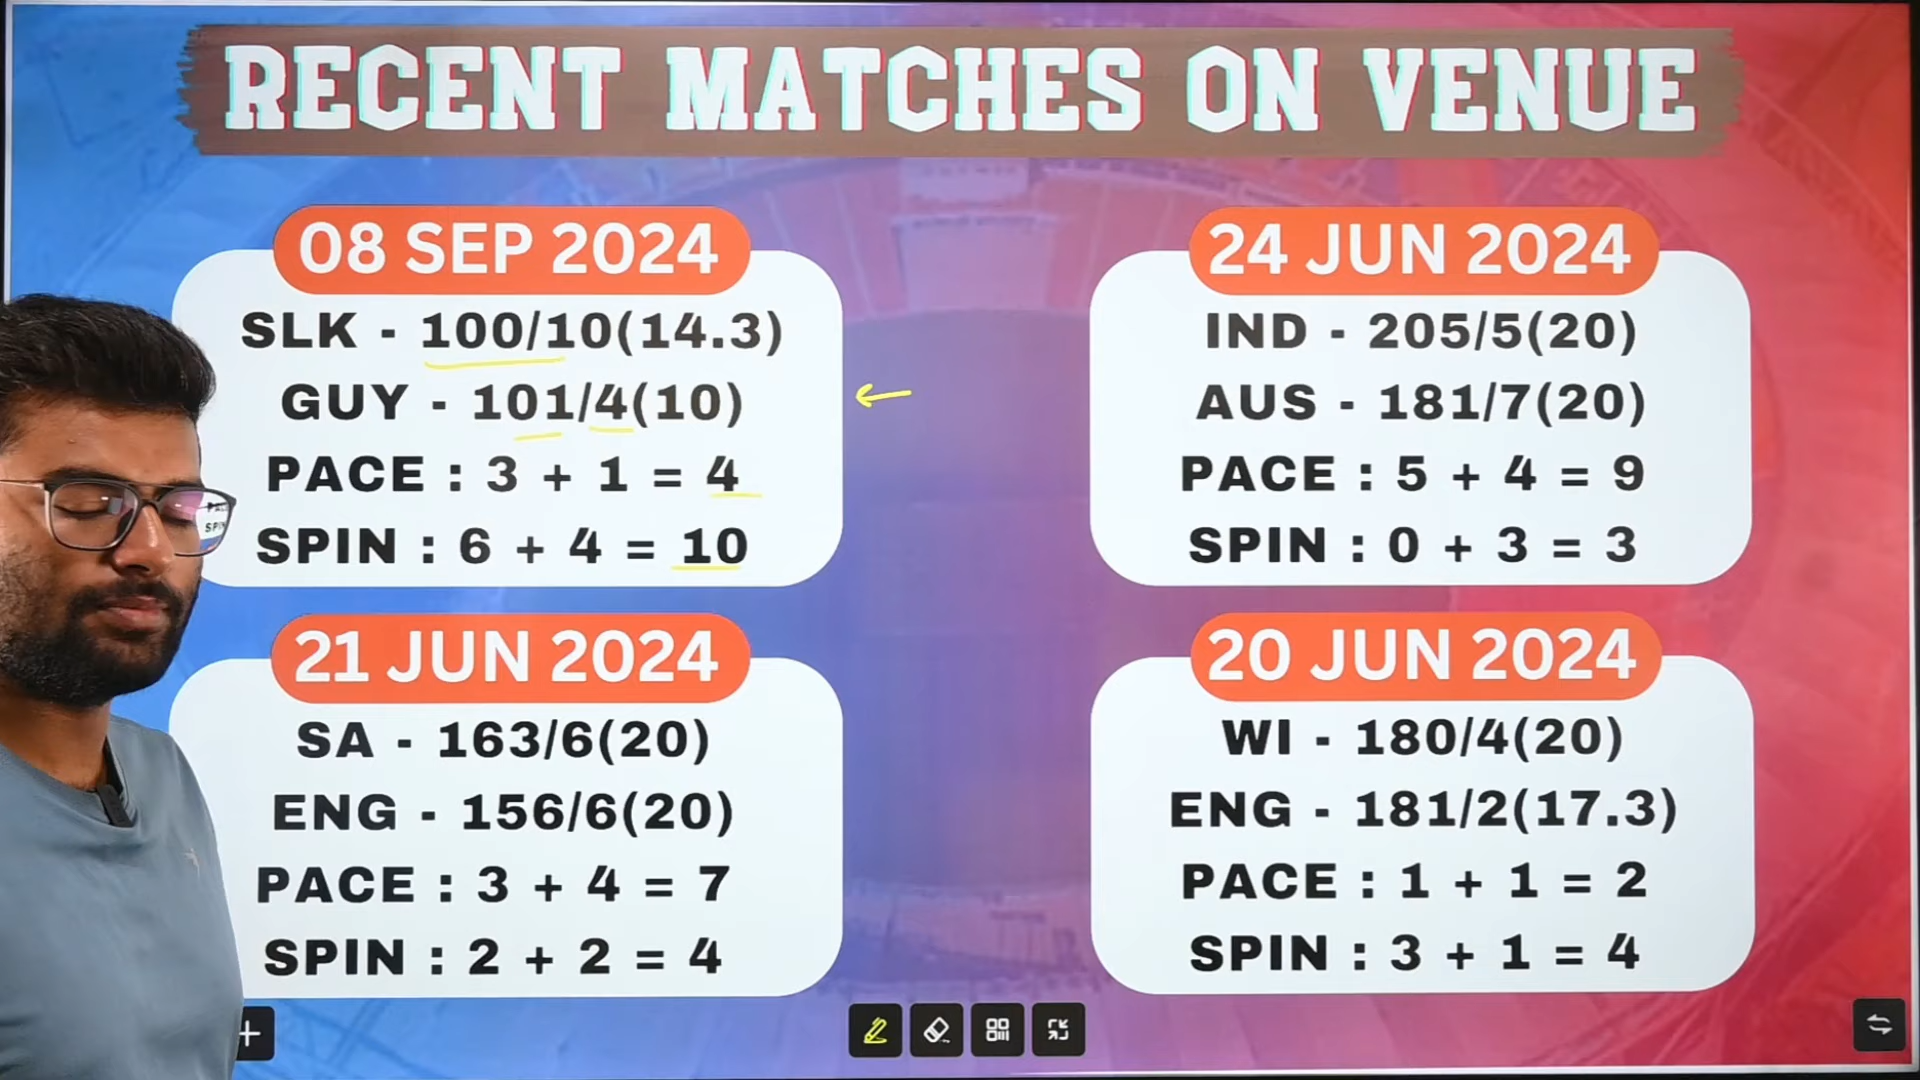 RECENT MATCHES ON VENUE
08 SEP 2024
SLK - 100/10(14.3)
GUY - 101/4(10)
PACE : 3 + 1 = 4
SPIN : 6 + 4 = 10
24 JUN 2024
IND - 205/5(20)
AUS - 181/7(20)
PACE : 5 + 4 = 9
SPIN : 0 + 3 = 3
21 JUN 2024
SA - 163/6(20)
ENG - 156/6(20)
PACE : 3 + 4 = 7
SPIN : 2 + 2 = 4
20 JUN 2024
WI - 180/4(20)
ENG - 181/2(17.3)
PACE : 1 + 1 = 2
SPIN : 3 + 1 = 4